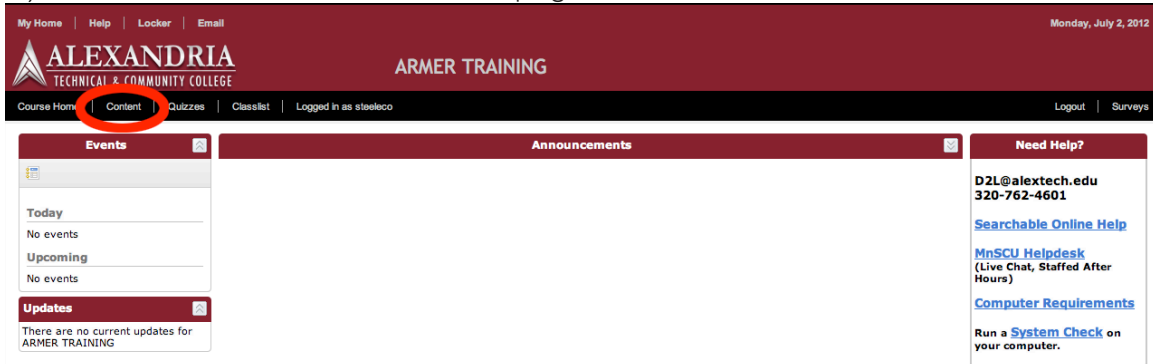 My Home | Help | Locker | Email
Monday, July 2, 2012
ALEXANDRIA
TECHNICAL & COMMUNITY COLLEGE
ARMER TRAINING
Course Home | Content | Quizzes | Classlist | Logged in as steeleco
Logout | Surveys
Events
Today
No events
Upcoming
No events
Updates
There are no current updates for
ARMER TRAINING
Announcements
Need Help?
D2L@alextech.edu
320-762-4601
Searchable Online Help
MnSCU Helpdesk
(Live Chat, Staffed After
Hours)
Computer Requirements
Run a System Check on
your computer.